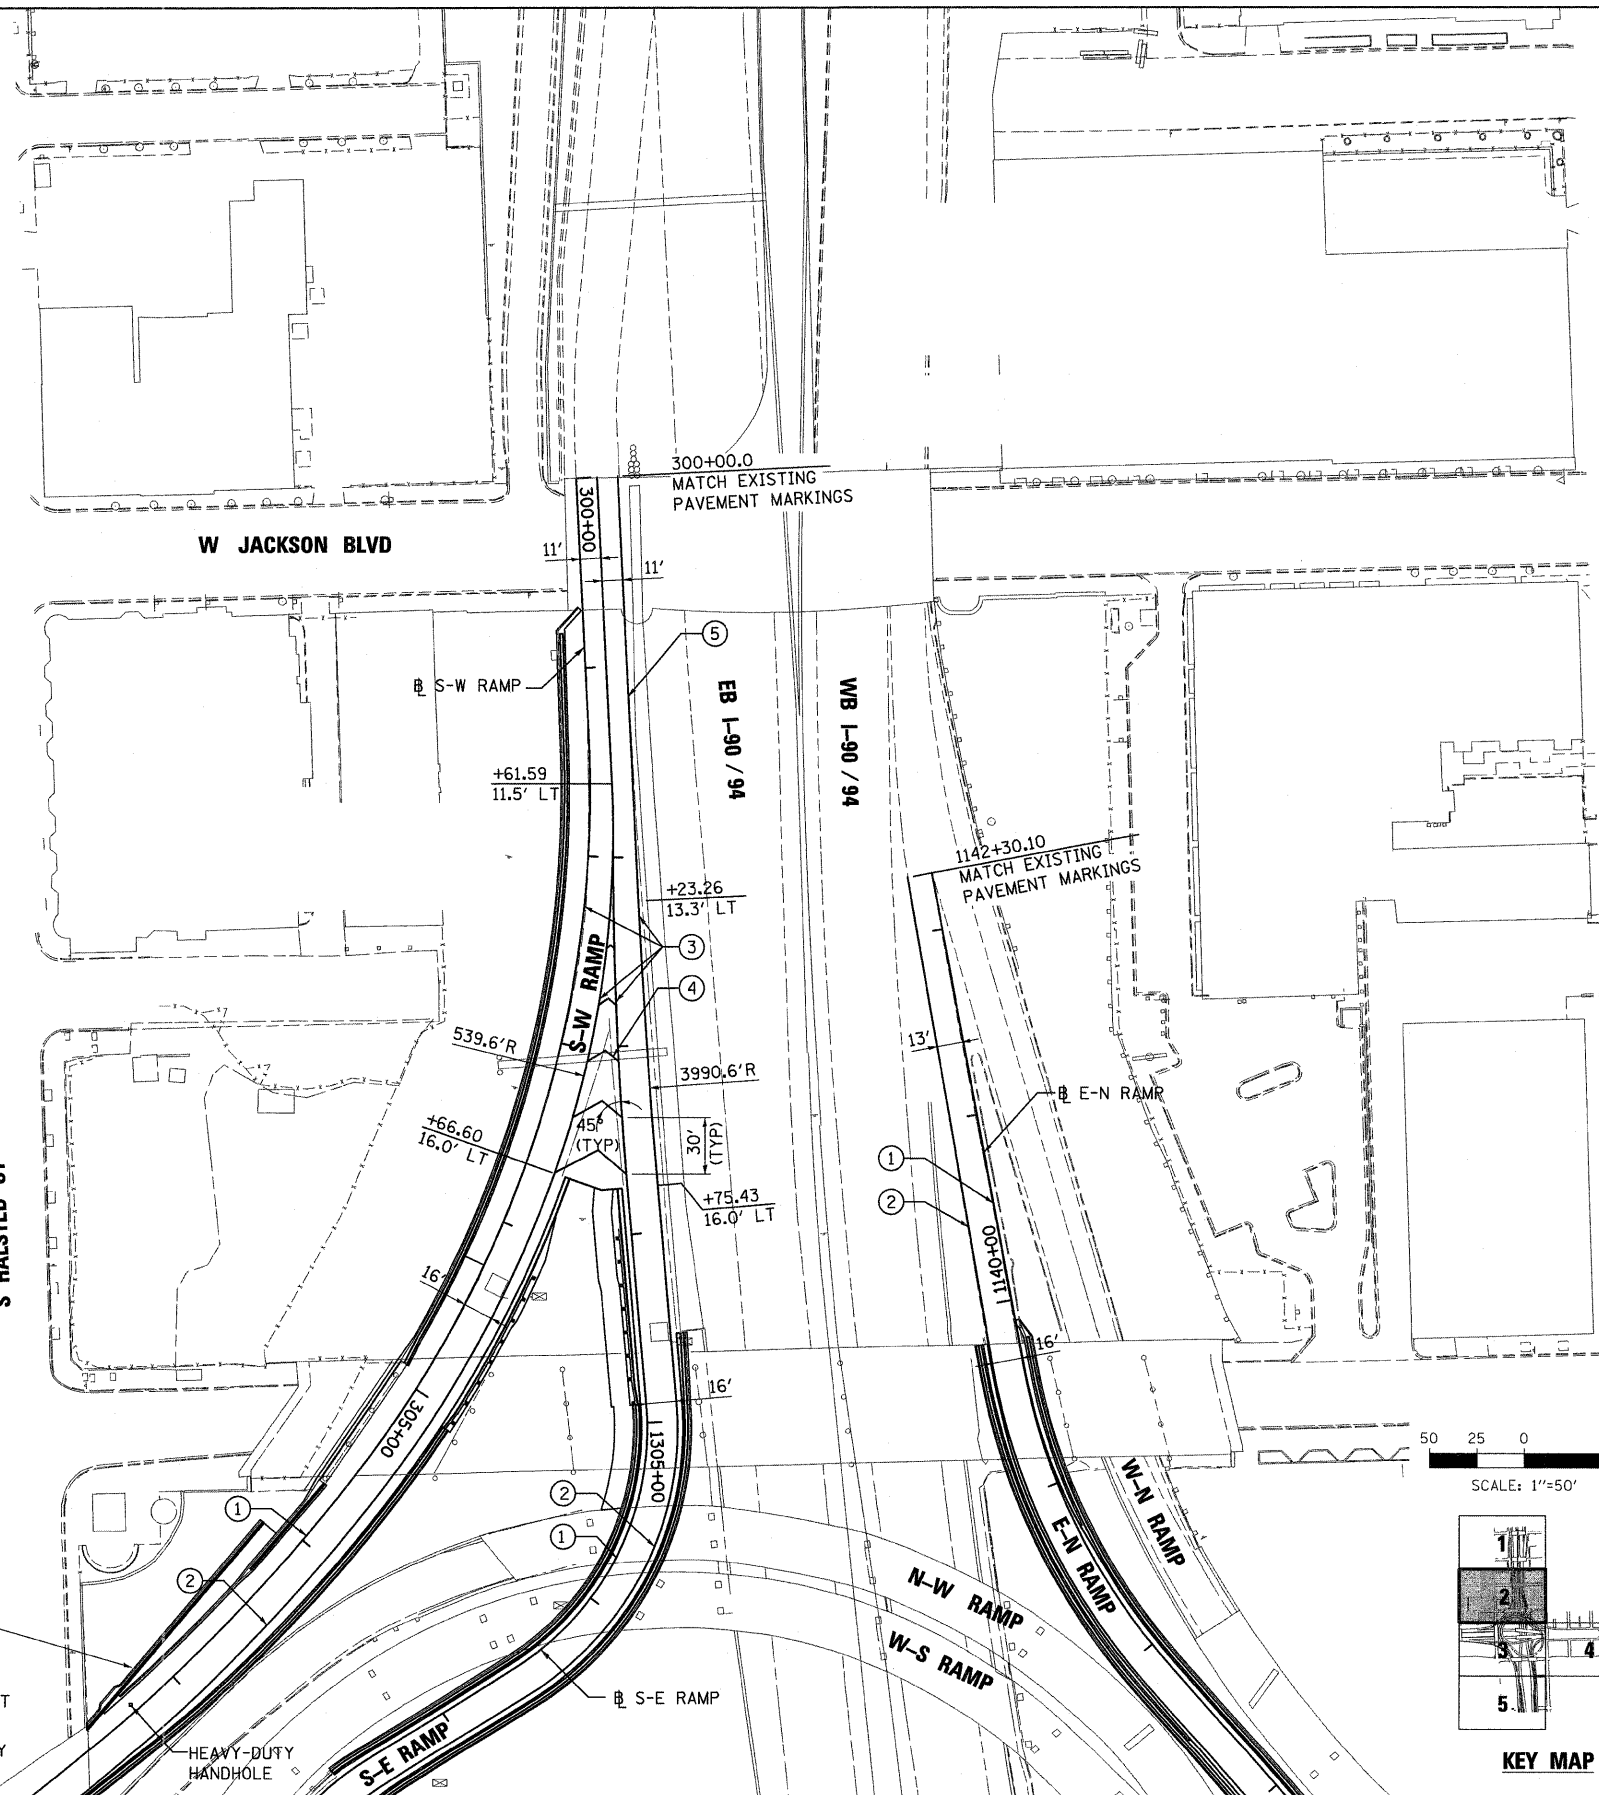 300+00.0
MATCH EXISTING
PAVEMENT MARKINGS
300+00
W JACKSON BLVD
11'
11'
5
℄ S-W RAMP
EB I-90 / 94
WB I-90 / 94
+61.59
11.5' LT
1142+30.10
MATCH EXISTING
PAVEMENT MARKINGS
+23.26
13.3' LT
3
S-W RAMP
4
539.6'R
13'
3990.6'R
℄ E-N RAMP
+66.60
16.0' LT
45°
(TYP)
30'
(TYP)
1
2
+75.43
16.0' LT
S HALSTED ST
1140+00
16'
16'
16'
305+00
1305+00
50 25 0
SCALE: 1"=50'
1
2
2
1
W-N RAMP
E-N RAMP
N-W RAMP
W-S RAMP
1
2
3
4
5
℄ S-E RAMP
T
Y
HEAVY-DUTY
HANDHOLE
S-E RAMP
KEY MAP